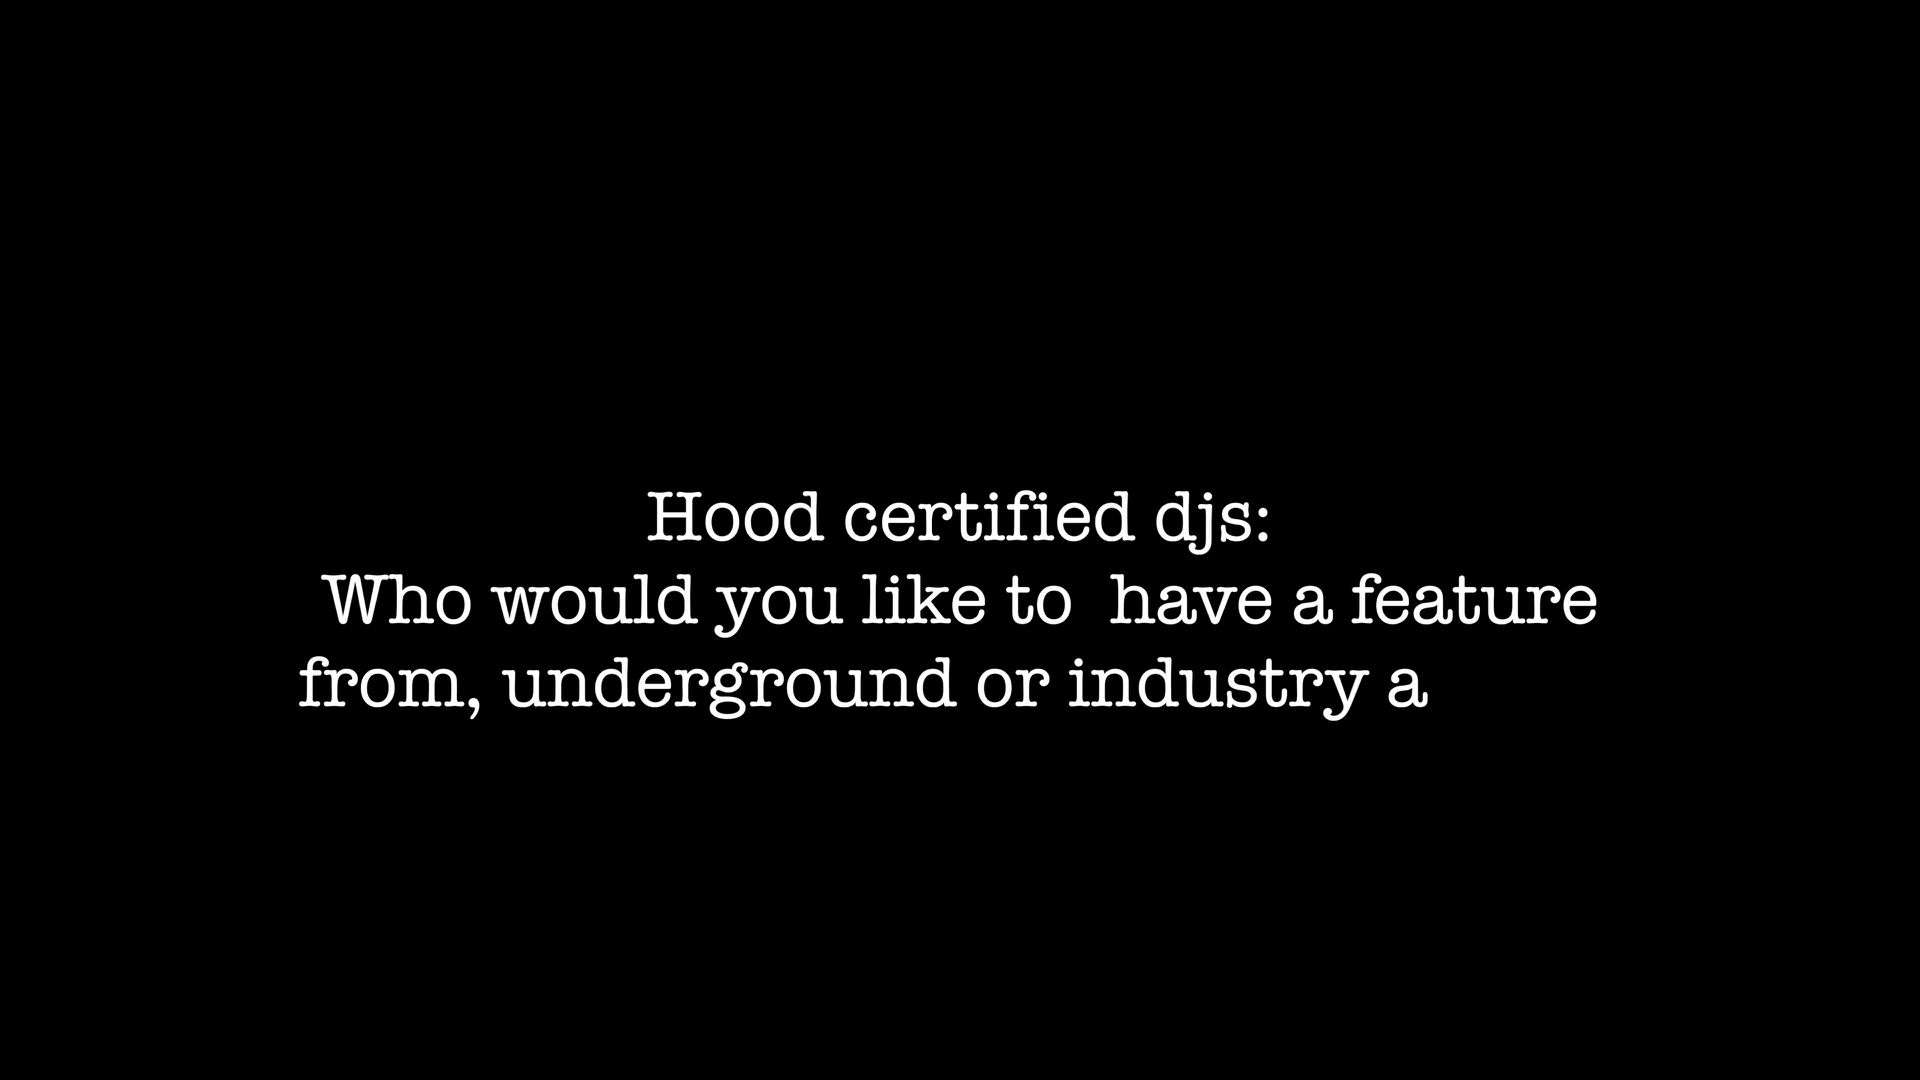 Hood certified djs:
Who would you like to  have a feature
from, underground or industry a